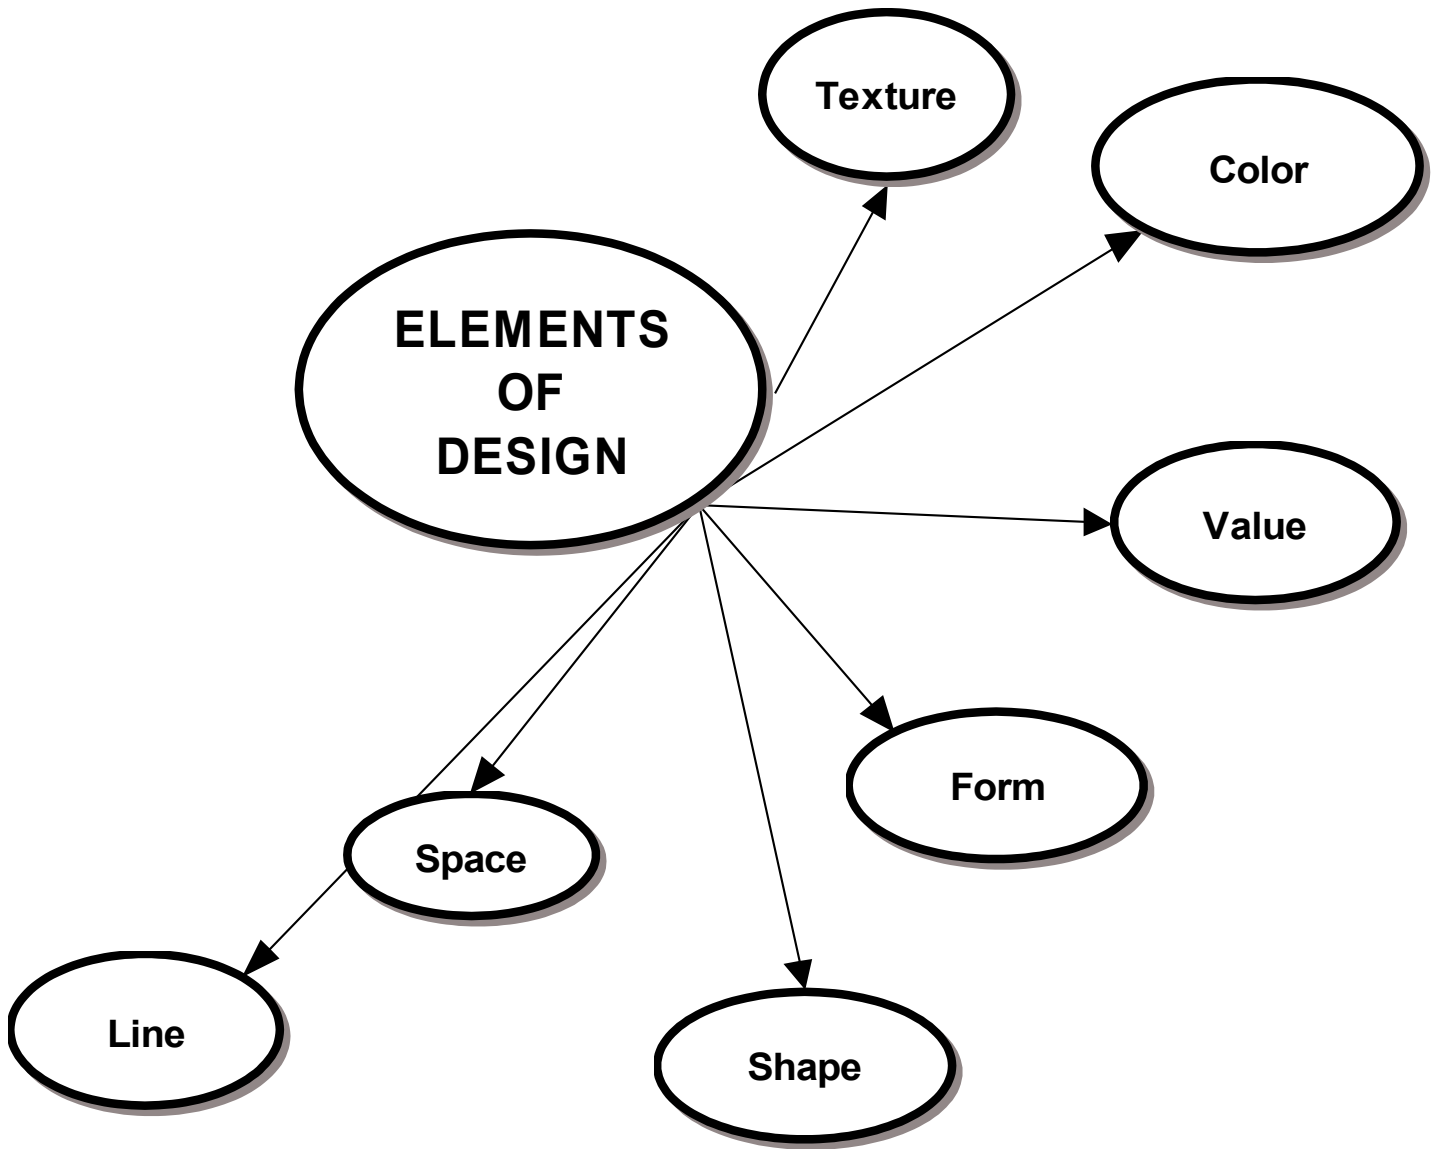 Texture
Color
ELEMENTS
OF
DESIGN
Value
Form
Space
Line
Shape